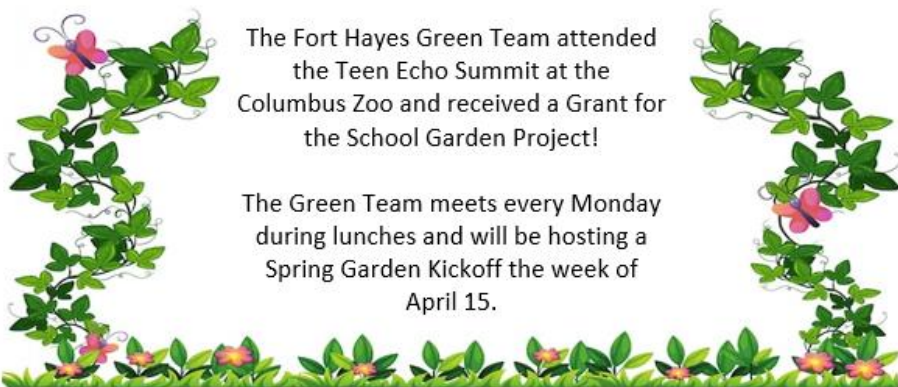 The Fort Hayes Green Team attended
the Teen Echo Summit at the
Columbus Zoo and received a Grant for
the School Garden Project!
The Green Team meets every Monday
during lunches and will be hosting a
Spring Garden Kickoff the week of
April 15.